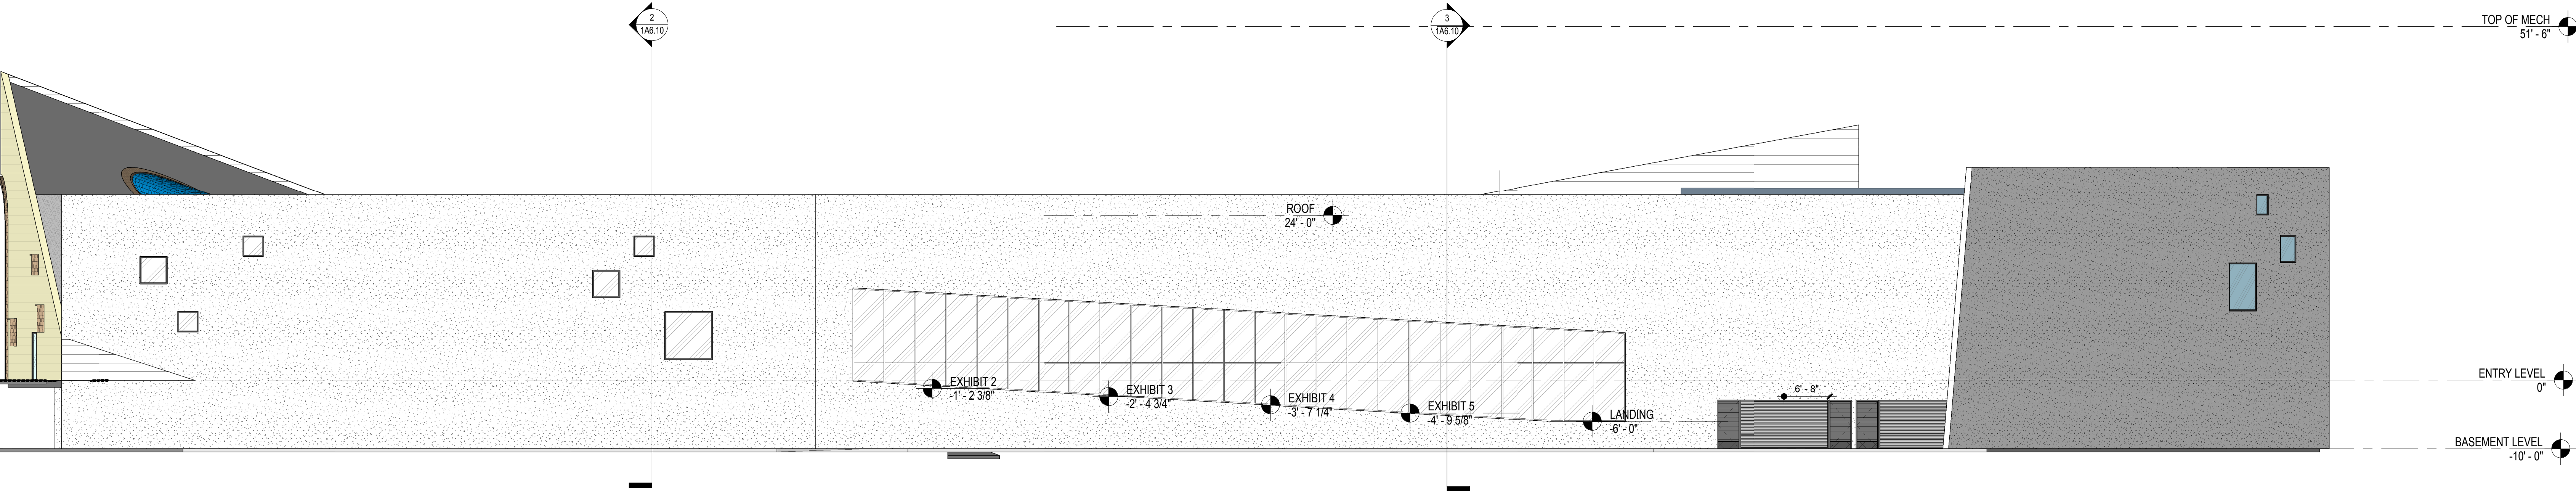 2
1A6.10
3
1A6.10
TOP OF MECH
51' - 6"
ROOF
24' - 0"
EXHIBIT 2
-1' - 2 3/8"
EXHIBIT 3
-2' - 4 3/4"
EXHIBIT 4
-3' - 7 1/4"
EXHIBIT 5
-4' - 9 5/8"
LANDING
-6' - 0"
6' - 8"
ENTRY LEVEL
0"
BASEMENT LEVEL
-10' - 0"